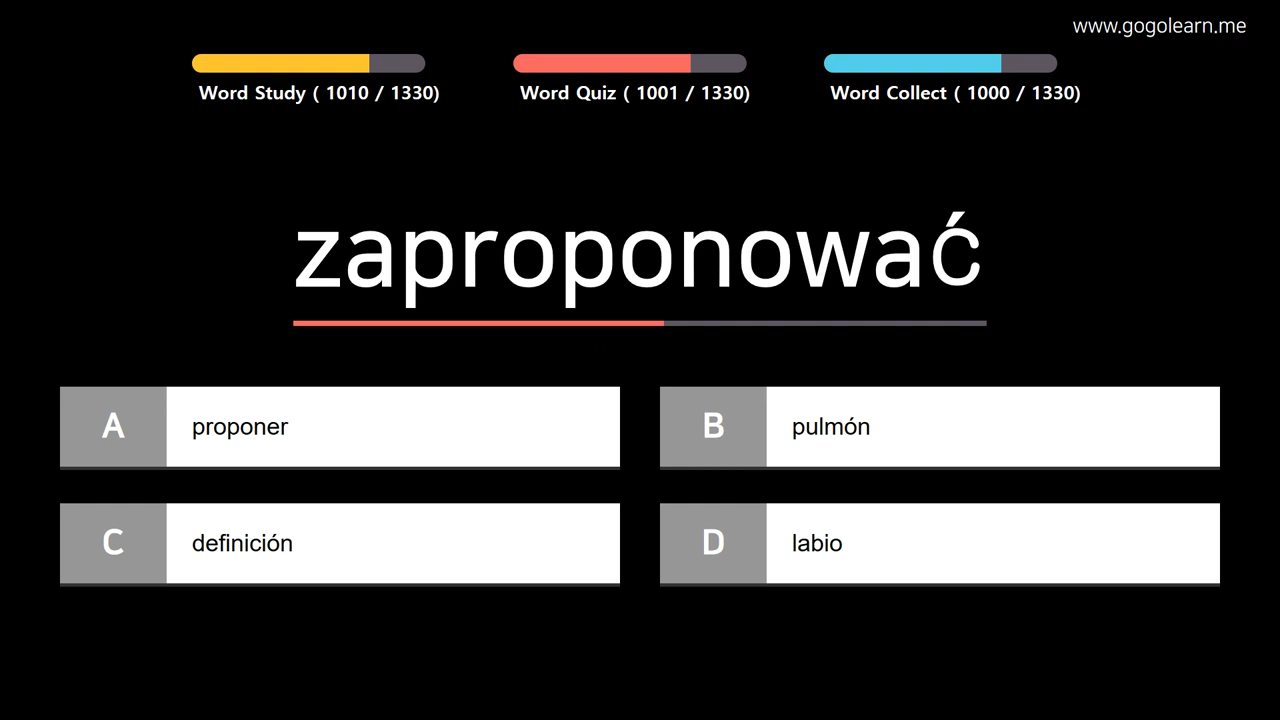 www.gogolearn.me
Word Study ( 1010 / 1330)
Word Quiz ( 1001 / 1330)
Word Collect ( 1000 / 1330)
zaproponować
A proponer
B pulmón
C definición
D labio